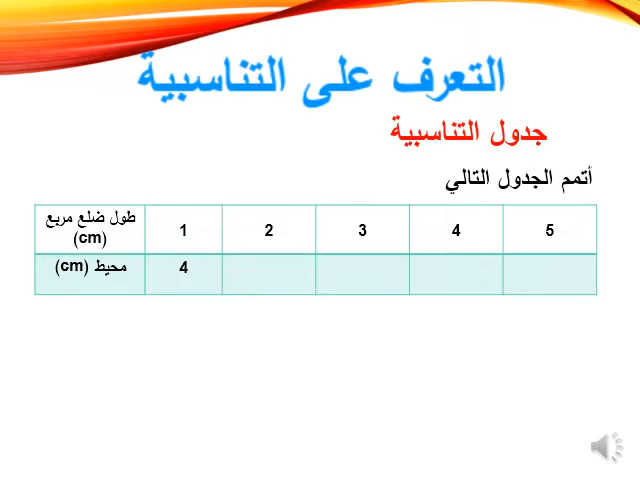 التعرف على التناسبية
جدول التناسبية
أتمم الجدول التالي
طول ضلع مربع (cm) 1 2 3 4 5
محيط (cm) 4